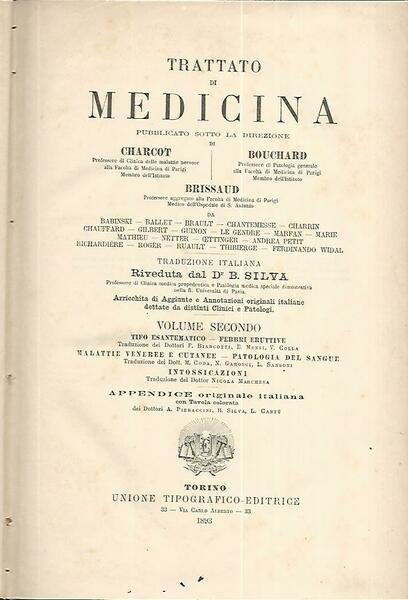 TRATTATO
DI
MEDICINA
PUBBLICATO SOTTO LA DIREZIONE
DI
CHARCOT
Professore di Clinica delle malattie nervose
alla Facoltà di Medicina di Parigi
Membro dell'Istituto
BOUCHARD
Professore di Patologia generale
alla Facoltà di Medicina di Parigi
Membro dell'Istituto
BRISSAUD
Professore aggregato alla Facoltà di Medicina di Parigi
Medico dell'Ospedale di S. Antonio
DA
BABINSKI — BALLET — BRAULT — CHANTEMESSE — CHARRIN
CHAUFFARD — GILBERT — GUINON — LE GENDRE — MARFAN — MARIE
MATHIEU — NETTER — ŒTTINGER — ANDREA PETIT
RICHARDIÈRE — ROGER — RUAULT — THIBIERGE — FERDINANDO WIDAL
TRADUZIONE ITALIANA
Riveduta dal Dr B. SILVA
Professore di Clinica medica propedeutica e Patologia medica speciale dimostrativa
nella R. Università di Pavia.
Arricchita di Aggiunte e Annotazioni originali italiane
dettate da distinti Clinici e Patologi.
VOLUME SECONDO
TIFO ESANTEMATICO — FEBBRI ERUTTIVE
Traduzione dei Dottori F. BIANCOTTI, E. MENSI, V. COLLA
MALATTIE VENEREE E CUTANEE — PATOLOGIA DEL SANGUE
Traduzione dei Dott. M. CODA, N. GAROSCI, L. SANSONI
INTOSSICAZIONI
Traduzione del Dottor NICOLA MARCHESA
APPENDICE originale italiana
con Tavola colorata
dei Dottori A. PIERACCINI, B. SILVA, L. CANTÙ
TORINO
UNIONE TIPOGRAFICO-EDITRICE
33 — VIA CARLO ALBERTO — 33
1893